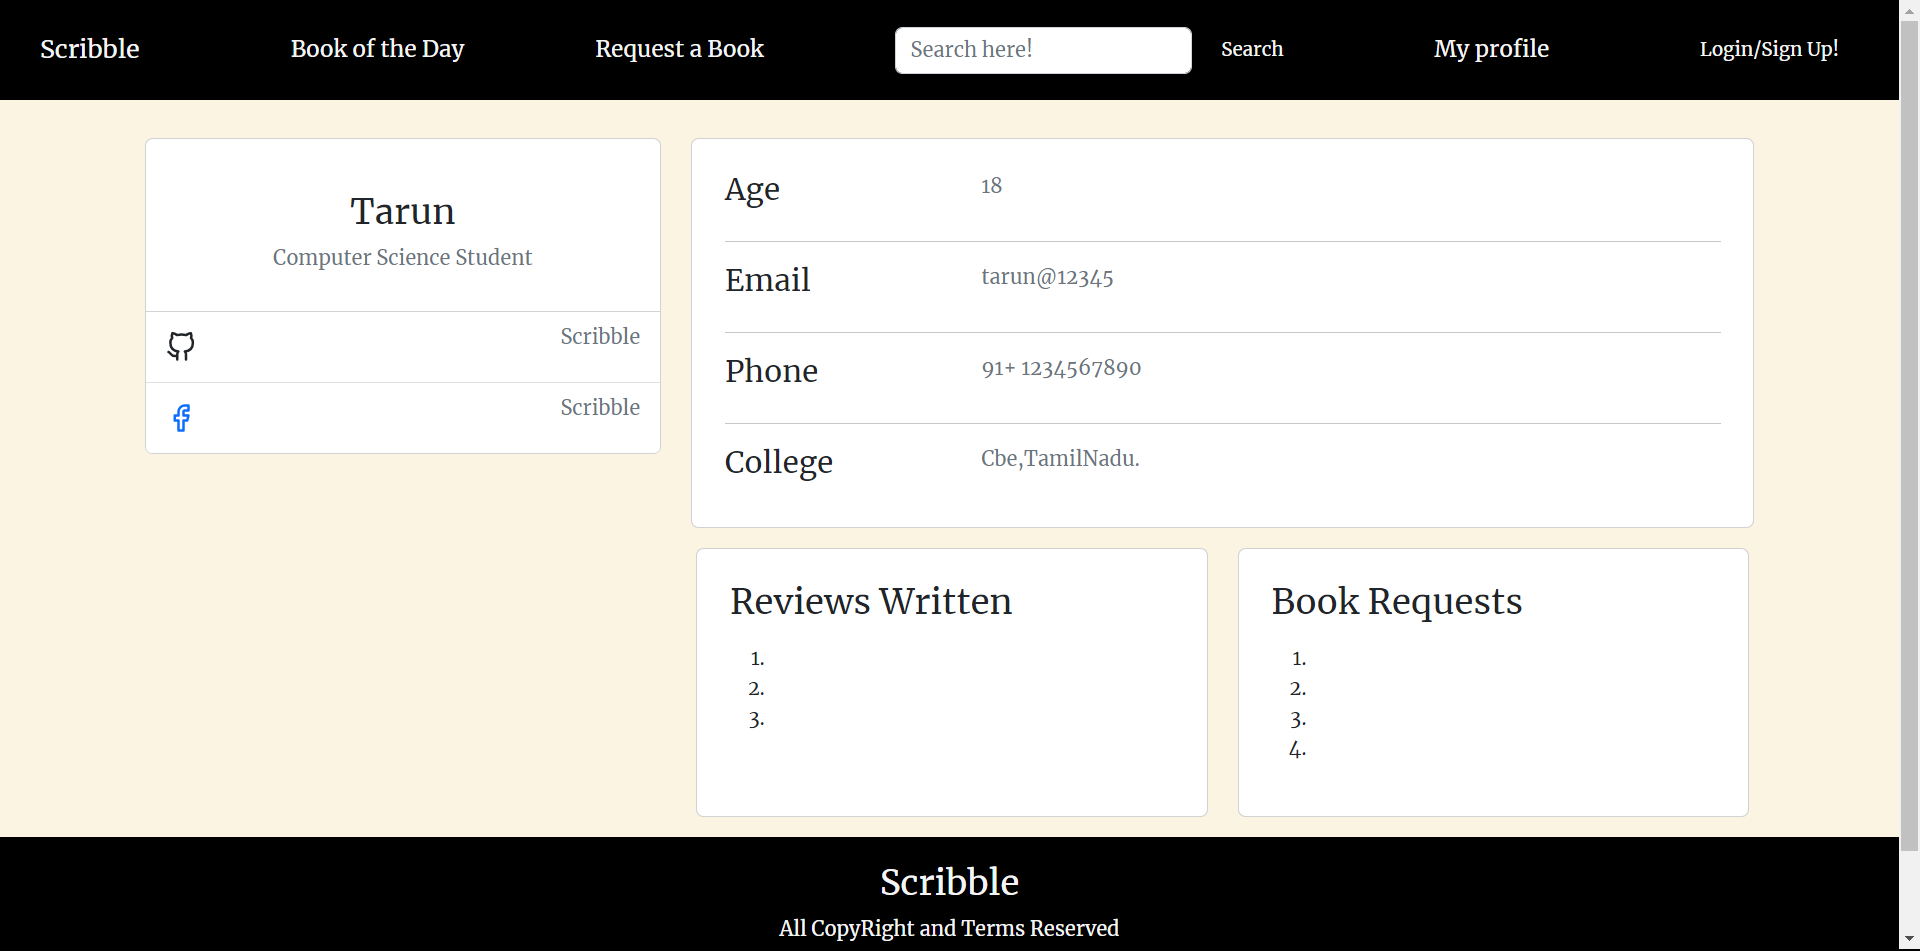 Scribble
Book of the Day
Request a Book
Search here!
Search
My profile
Login/Sign Up!
Tarun
Computer Science Student
Scribble
Scribble
Age 18
Email tarun@12345
Phone 91+ 1234567890
College Cbe,TamilNadu.
Reviews Written
1.
2.
3.
Book Requests
1.
2.
3.
4.
Scribble
All CopyRight and Terms Reserved